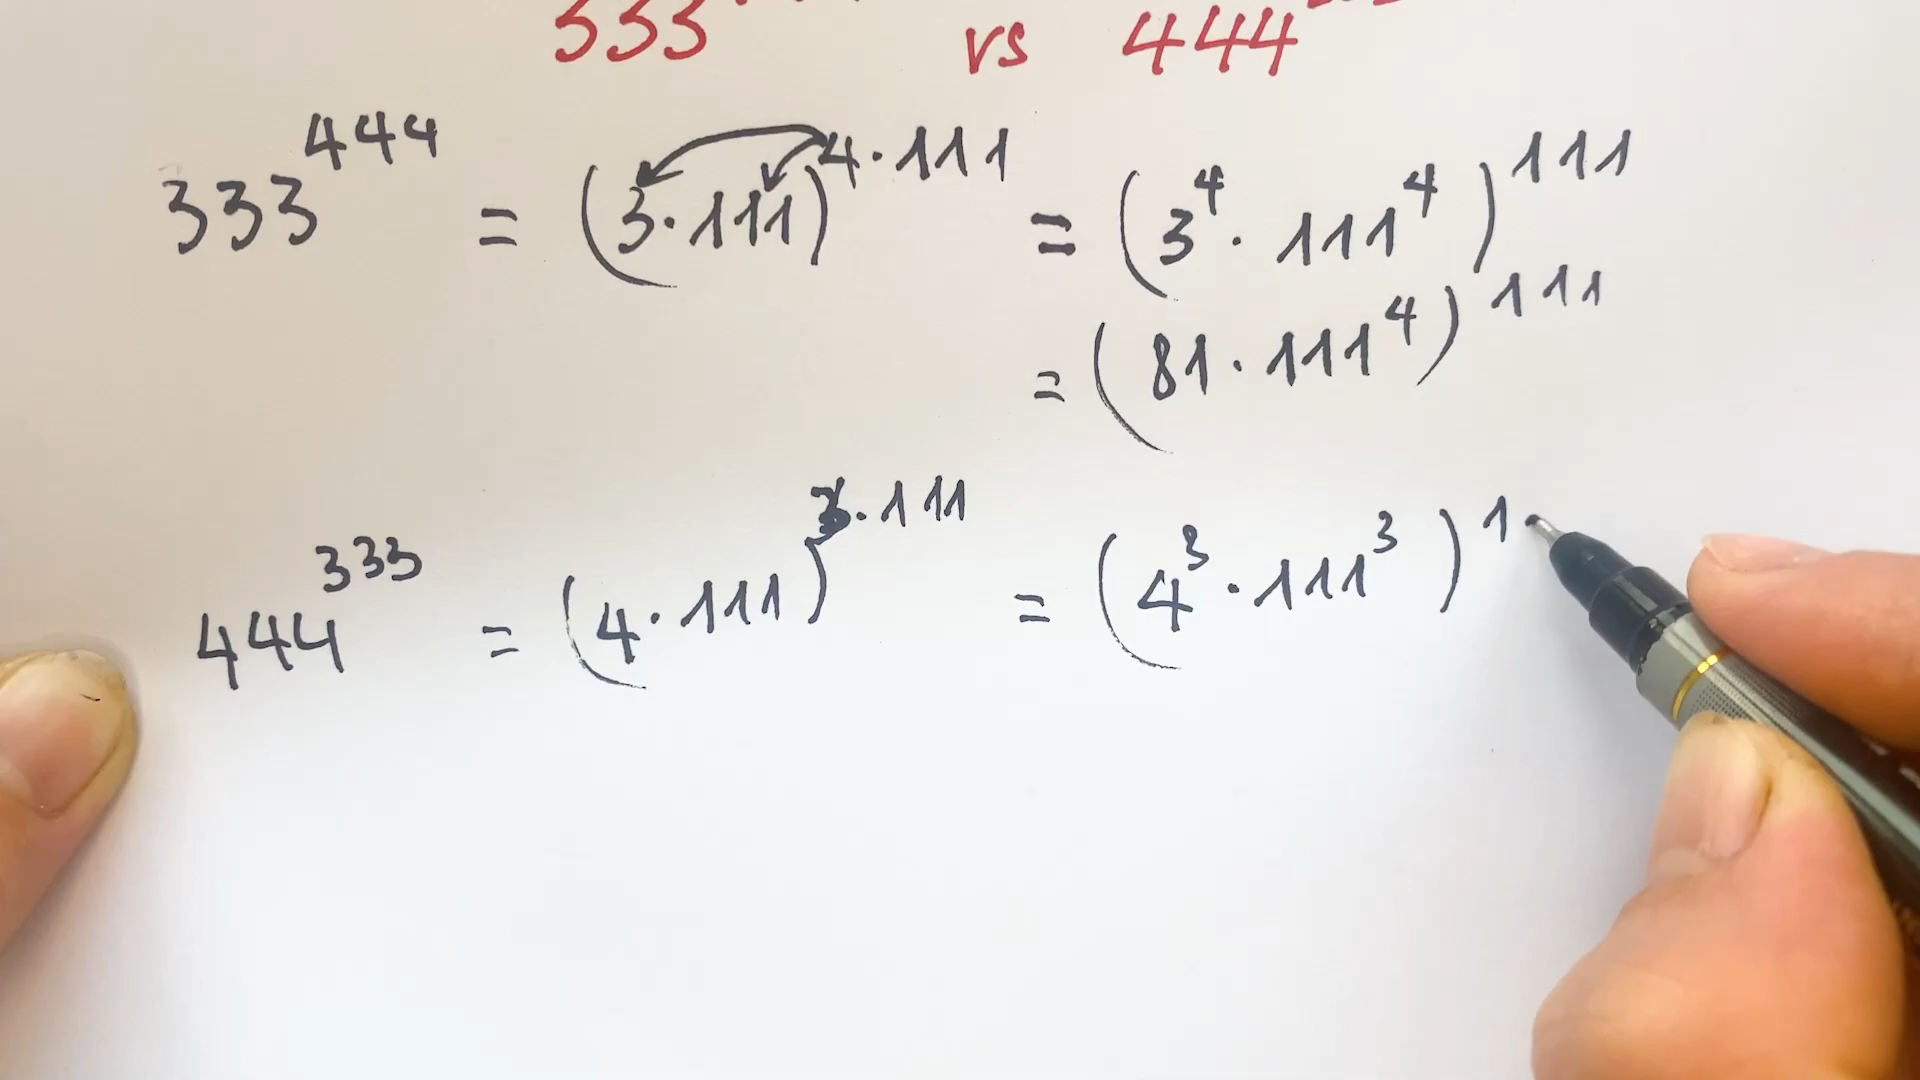 333 vs 444
333^444 = (3·111)^4·111 = (3^4 · 111^4)^111
= (81·111^4)^111
444^333 = (4·111)^3·111 = (4^3 · 111^3)^1